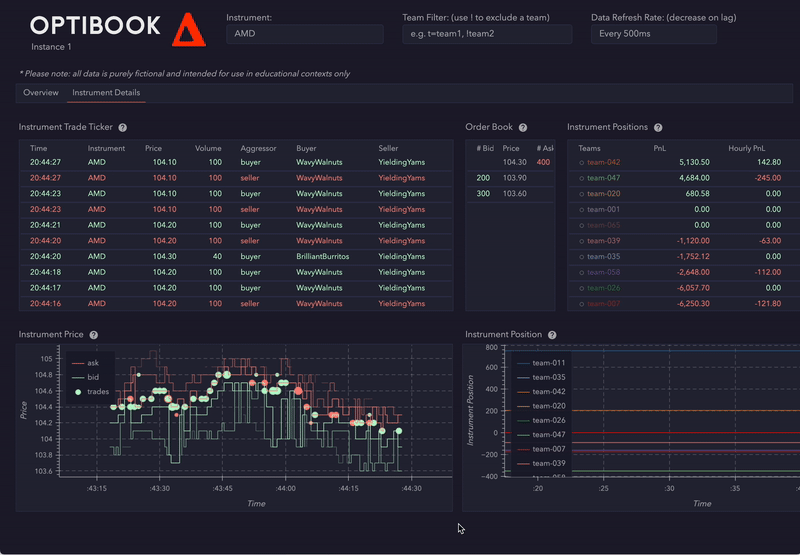 OPTIBOOK
Instance 1
Instrument:
AMD
Team Filter: (use ! to exclude a team)
e.g. t=team1, !team2
Data Refresh Rate: (decrease on lag)
Every 500ms
* Please note: all data is purely fictional and intended for use in educational contexts only
Overview Instrument Details
Instrument Trade Ticker ?
Time Instrument Price Volume Aggressor Buyer Seller
20:44:27 AMD 104.10 100 buyer WavyWalnuts YieldingYams
20:44:27 AMD 104.10 100 seller WavyWalnuts YieldingYams
20:44:23 AMD 104.10 100 buyer WavyWalnuts YieldingYams
20:44:23 AMD 104.10 100 seller WavyWalnuts YieldingYams
20:44:21 AMD 104.20 100 buyer WavyWalnuts YieldingYams
20:44:20 AMD 104.20 100 seller WavyWalnuts YieldingYams
20:44:20 AMD 104.30 40 buyer BrilliantBurritos YieldingYams
20:44:18 AMD 104.20 100 buyer WavyWalnuts YieldingYams
20:44:17 AMD 104.20 100 buyer WavyWalnuts YieldingYams
20:44:16 AMD 104.20 100 seller WavyWalnuts YieldingYams
Order Book ?
# Bid Price # Ask
104.30 400
200 103.90
300 103.60
Instrument Positions ?
Teams PnL Hourly PnL
team-042 5,130.50 142.80
team-047 4,684.00 -245.00
team-020 680.58 0.00
team-001 0.00 0.00
team-065 0.00 0.00
team-039 -1,120.00 -63.00
team-035 -1,752.12 0.00
team-058 -2,648.00 -112.00
team-026 -6,057.70 0.00
team-007 -6,250.30 -121.80
Instrument Price ?
ask
bid
trades
Price
105
104.8
104.6
104.4
104.2
104
103.8
103.6
:43:15 :43:30 :43:45 :44:00 :44:15 :44:30
Time
Instrument Position ?
Instrument Position
800
600
400
200
0
−200
−400
team-011
team-035
team-042
team-020
team-026
team-047
team-007
team-039
:20 :25 :30 :35
Time